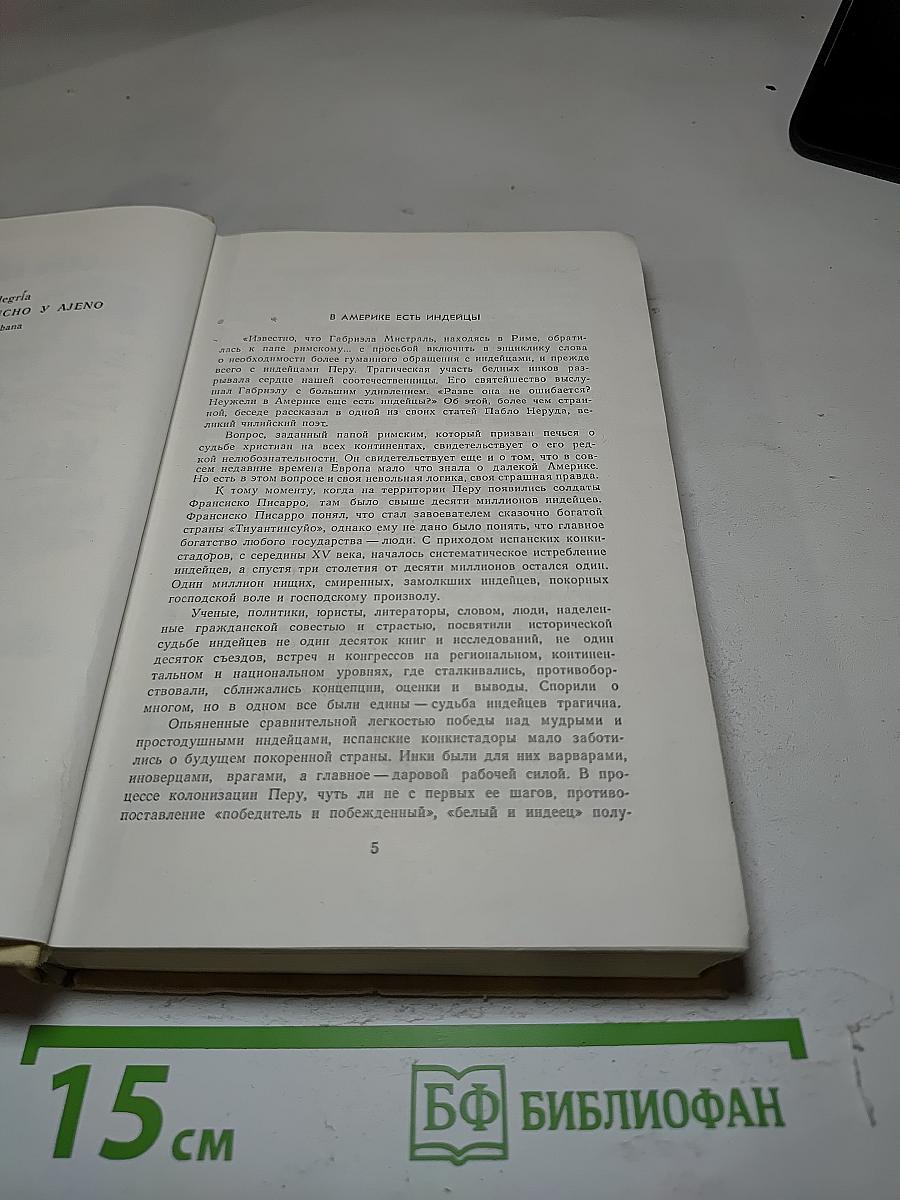 legría
NCHO Y AJENO
bana
В АМЕРИКЕ ЕСТЬ ИНДЕЙЦЫ
«Известно, что Габриэла Мистраль, находясь в Риме, обрати-
лась к папе римскому... с просьбой включить в энциклику слова
о необходимости более гуманного обращения с индейцами, и прежде
всего с индейцами Перу. Трагическая участь бедных инков раз-
рывала сердце нашей соотечественницы. Его святейшество выслу-
шал Габриэлу с большим удивлением. «Разве она не ошибается?
Неужели в Америке еще есть индейцы?» Об этой, более чем стран-
ной, беседе рассказал в одной из своих статей Пабло Неруда, ве-
ликий чилийский поэт.
Вопрос, заданный папой римским, который призван печься о
судьбе христиан на всех континентах, свидетельствует о его ред-
кой нелюбознательности. Он свидетельствует еще и о том, что в сов-
сем недавние времена Европа мало что знала о далекой Америке.
Но есть в этом вопросе и своя невольная логика, своя страшная правда.
К тому моменту, когда на территории Перу появились солдаты
Франсиско Писарро, там было свыше десяти миллионов индейцев.
Франсиско Писарро понял, что стал завоевателем сказочно богатой
страны «Тиуантинсуйо», однако ему не дано было понять, что главное
богатство любого государства — люди. С приходом испанских конки-
стадоров, с середины XV века, началось систематическое истребление
индейцев, а спустя три столетия от десяти миллионов остался один.
Один миллион нищих, смиренных, замолкших индейцев, покорных
господской воле и господскому произволу.
Ученые, политики, юристы, литераторы, словом, люди, наделен-
ные гражданской совестью и страстью, посвятили исторической
судьбе индейцев не один десяток книг и исследований, не один
десяток съездов, встреч и конгрессов на региональном, континен-
тальном и национальном уровнях, где сталкивались, противобор-
ствовали, сближались концепции, оценки и выводы. Спорили о
многом, но в одном все были едины — судьба индейцев трагична.
Опьяненные сравнительной легкостью победы над мудрыми и
простодушными индейцами, испанские конкистадоры мало заботи-
лись о будущем покоренной страны. Инки были для них варварами,
иноверцами, врагами, а главное — даровой рабочей силой. В про-
цессе колонизации Перу, чуть ли не с первых ее шагов, противо-
поставление «победитель и побежденный», «белый и индеец» полу-
5
15 см
БФ БИБЛИОФАН